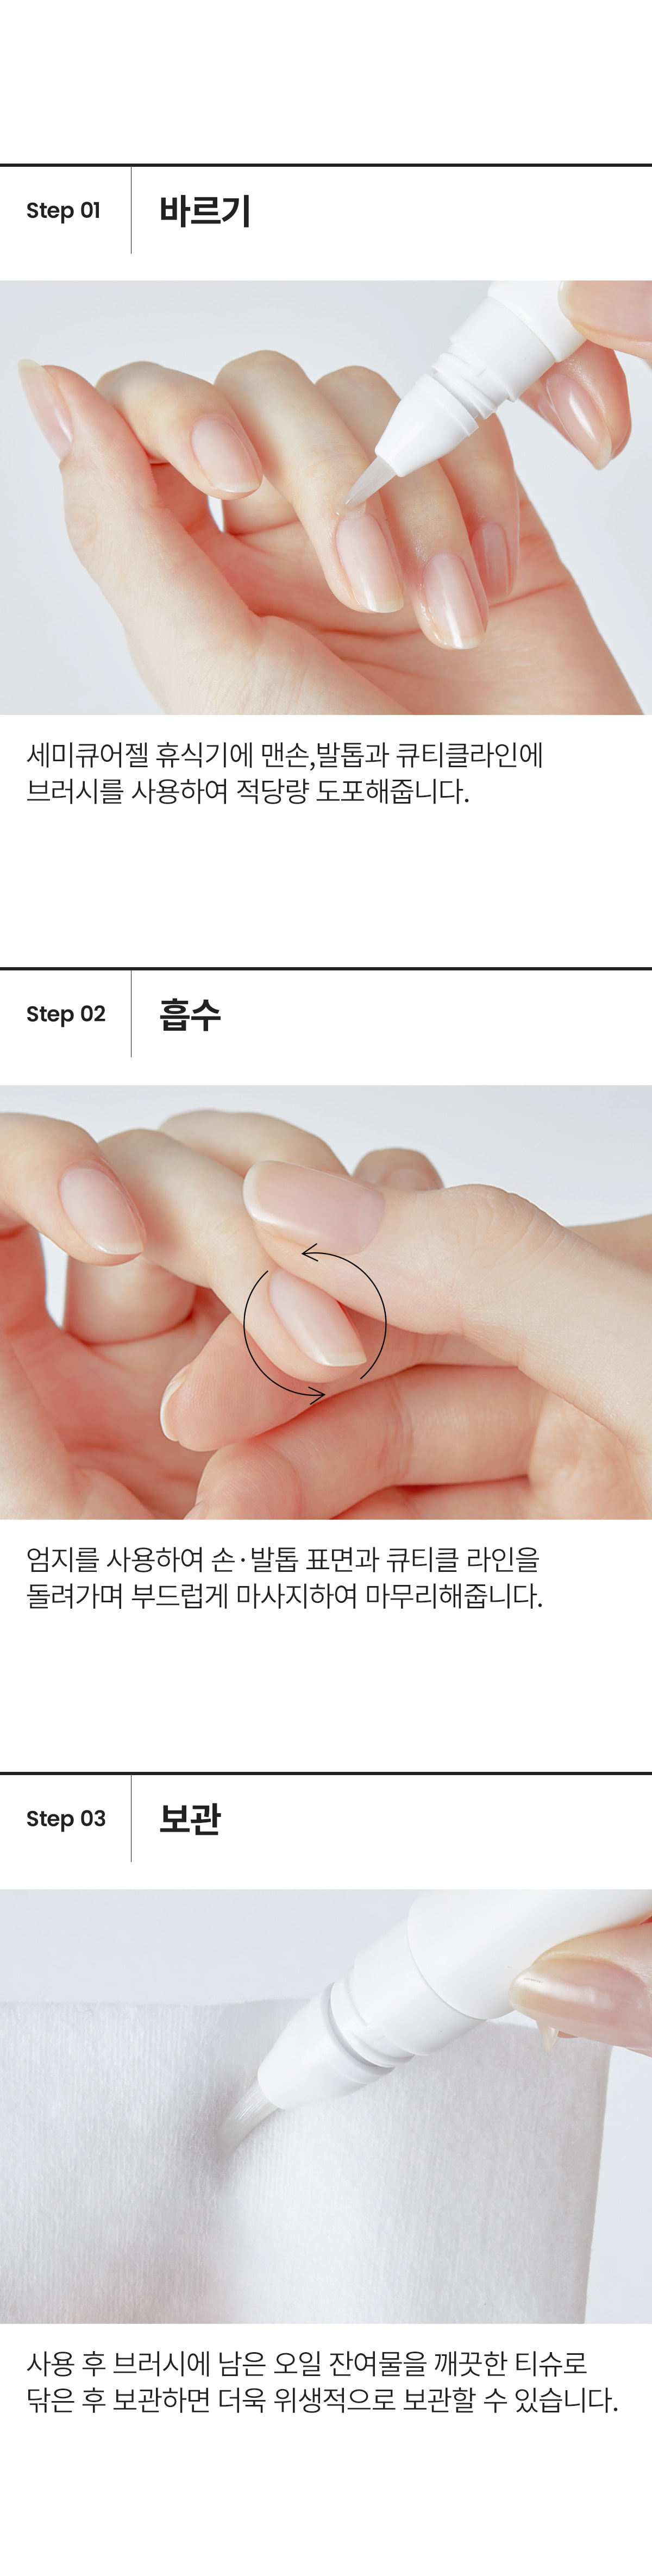 Step 01
바르기
세미큐어젤 휴식기에 맨손,발톱과 큐티클라인에
브러시를 사용하여 적당량 도포해줍니다.
Step 02
흡수
엄지를 사용하여 손·발톱 표면과 큐티클 라인을
돌려가며 부드럽게 마사지하여 마무리해줍니다.
Step 03
보관
사용 후 브러시에 남은 오일 잔여물을 깨끗한 티슈로
닦은 후 보관하면 더욱 위생적으로 보관할 수 있습니다.